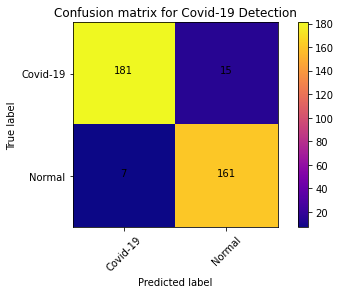 Confusion matrix for Covid-19 Detection
180
160
140
120
100
80
60
40
20
True label
Covid-19
Normal
181
15
7
161
Covid-19
Normal
Predicted label